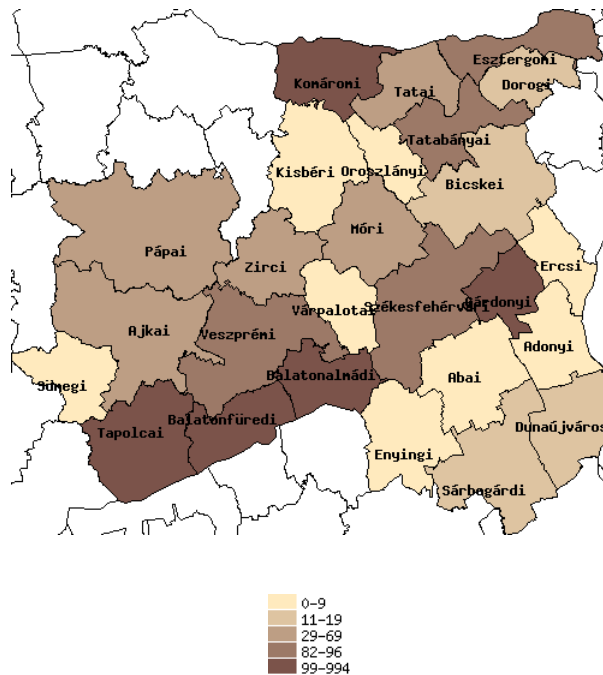 Komáromi
Esztergomi
Dorogi
Tatai
Tatabányai
Kisbéri
Oroszlányi
Bicskei
Móri
Pápai
Zirci
Ercsi
Várpalotai
Székesfehérvári
Gárdonyi
Ajkai
Veszprémi
Adonyi
Balatonalmádi
Abai
Sümegi
Balatonfüredi
Dunaújváros
Tapolcai
Enyingi
Sárbogárdi
0-9
11-19
29-69
82-96
99-994